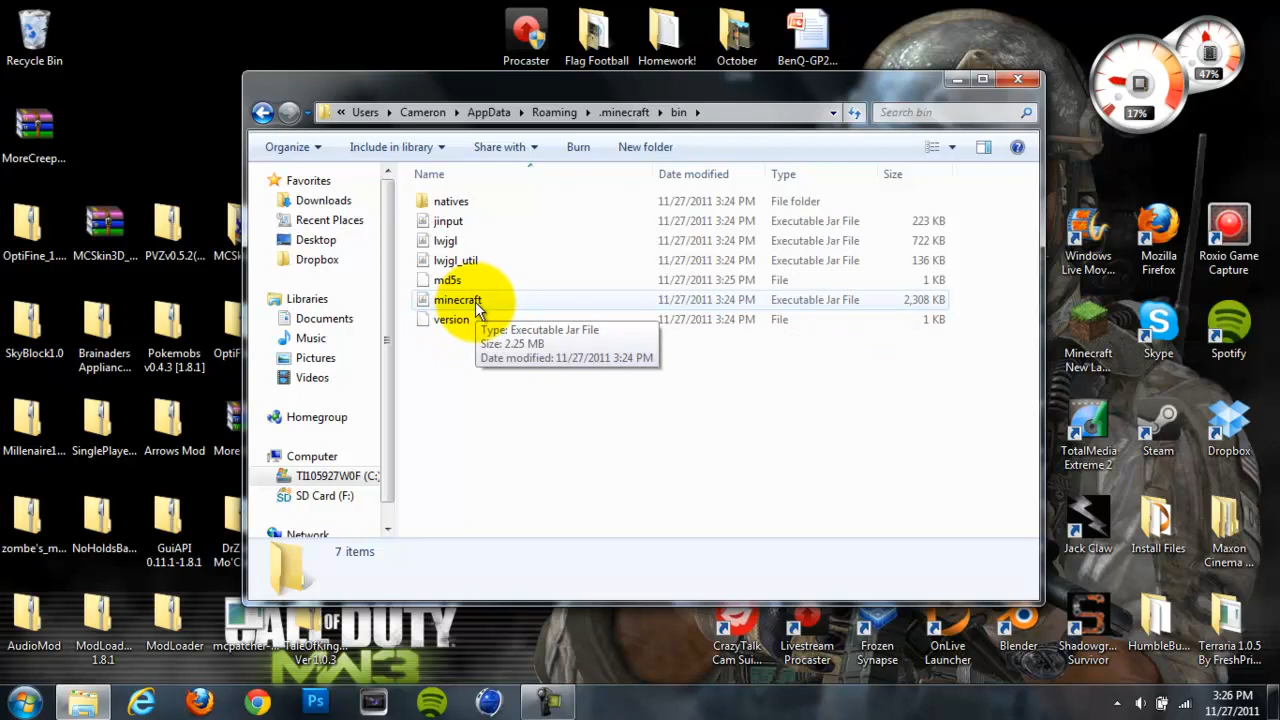 Recycle Bin
Procaster
Flag Football
Homework!
October
BenQ-GP2...
47%
17%
MoreCreep...
OptiFine_1....
MCSkin3D_...
PVZv0.5.2(...
MCSk
SkyBlock1.0
Brainaders Applianc...
Pokemobs v0.4.3 [1.8.1]
OptiF
Millenaire1...
SinglePlaye...
Arrows Mod
More
zombe's_m...
NoHoldsBa...
GuiAPI 0.11.1-1.8.1
DrZ Mo'C
AudioMod
ModLoa... 1.8.1
ModLoader
mcpatcher-...
TaleOfKing... Ver1.0.3
« Users Cameron AppData Roaming .minecraft bin
Search bin
Organize
Include in library
Share with
Burn
New folder
Favorites
Downloads
Recent Places
Desktop
Dropbox
Libraries
Documents
Music
Pictures
Videos
Homegroup
Computer
TI105927W0F (C:)
SD Card (F:)
Network
Name Date modified Type Size
natives 11/27/2011 3:24 PM File folder
jinput 11/27/2011 3:24 PM Executable Jar File 223 KB
lwjgl 11/27/2011 3:24 PM Executable Jar File 722 KB
lwjgl_util 11/27/2011 3:24 PM Executable Jar File 136 KB
md5s 11/27/2011 3:25 PM File 1 KB
minecraft 11/27/2011 3:24 PM Executable Jar File 2,308 KB
version 11/27/2011 3:24 PM File 1 KB
Type: Executable Jar File
Size: 2.25 MB
Date modified: 11/27/2011 3:24 PM
7 items
Windows Live Mov...
Mozilla Firefox
Roxio Game Capture
Minecraft New La...
Skype
Spotify
TotalMedia Extreme 2
Steam
Dropbox
Jack Claw
Install Files
Maxon Cinema ...
CrazyTalk Cam Sui...
Livestream Procaster
Frozen Synapse
OnLive Launcher
Blender
Shadowgr... Survivor
HumbleBu...
Terraria 1.0.5 By FreshPri...
CALL OF DUTY
MW3
Ps
3:26 PM
11/27/2011